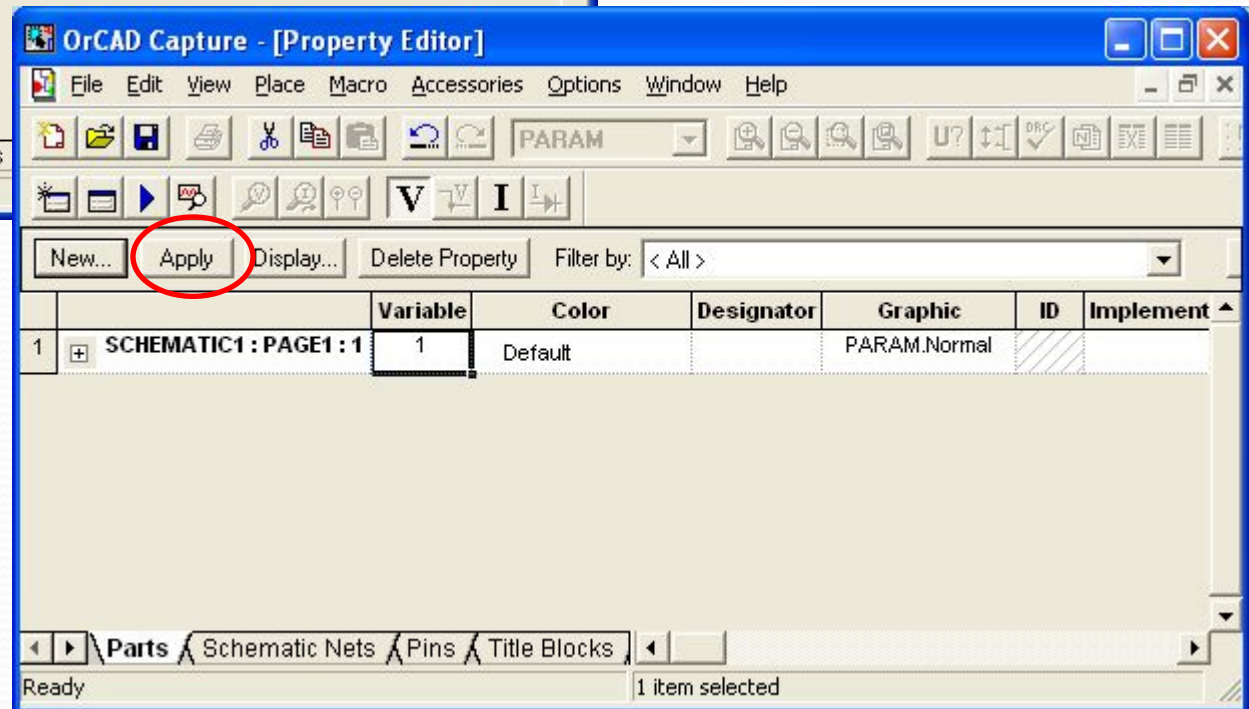 OrCAD Capture - [Property Editor]
File Edit View Place Macro Accessories Options Window Help
PARAM U? DRC
V V I I
New... Apply Display... Delete Property Filter by: < All >
Variable Color Designator Graphic ID Implement
1 SCHEMATIC1 : PAGE1 : 1 1 Default PARAM.Normal
Parts Schematic Nets Pins Title Blocks
Ready 1 item selected